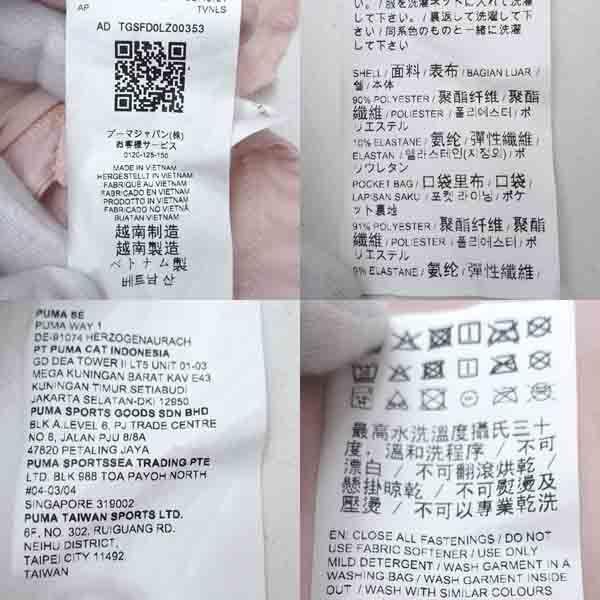 AP
TVNLS
AD TGSFD0LZ00353
プーマジャパン(株)
お客様サービス
0120-125-150
MADE IN VIETNAM
HERGESTELLT IN VIETNAM
FABRIQUÉ AU VIETNAM
FABRICADO EN VIETNAM
PRODOTTO IN VIETNAM
FABRICADO NO VIETNÃ
BUATAN VIETNAM
越南制造
越南製造
ベトナム製
베트남 산
い。/ 服を洗濯ネットに入れて洗濯
して下さい。/ 裏返して洗濯して下
さい / 同系色のものと一緒に洗濯
して下さい。
SHELL / 面料 / 表布 / BAGIAN LUAR /
쉘 / 本体
90% POLYESTER / 聚酯纤维 / 聚酯
纖維 / POLIESTER / 폴리에스터 / ポ
リエステル
10% ELASTANE / 氨纶 / 彈性纖維 /
ELASTAN / 엘라스테인(지정외) / ポ
リウレタン
POCKET BAG / 口袋里布 / 口袋 /
LAPISAN SAKU / 포켓 라이닝 / ポケ
ット裏地
91% POLYESTER / 聚酯纤维 / 聚酯
纖維 / POLIESTER / 폴리에스터 / ポ
リエステル
9% ELASTANE / 氨纶 / 彈性纖維 /
PUMA SE
PUMA WAY 1
DE-91074 HERZOGENAURACH
PT PUMA CAT INDONESIA
GD DEA TOWER II LT5 UNIT 01-03
MEGA KUNINGAN BARAT KAV E43
KUNINGAN TIMUR SETIABUDI
JAKARTA SELATAN-DKI 12950
PUMA SPORTS GOODS SDN BHD
BLK A,LEVEL 6, PJ TRADE CENTRE
NO.8, JALAN PJU 8/8A
47820 PETALING JAYA
PUMA SPORTSSEA TRADING PTE
LTD. BLK 988 TOA PAYOH NORTH
#04-03/04
SINGAPORE 319002
PUMA TAIWAN SPORTS LTD.
6F, NO. 302, RUIGUANG RD.
NEIHU DISTRICT,
TAIPEI CITY 11492
TAIWAN
最高水洗溫度攝氏三十
度，溫和洗程序 / 不可
漂白 / 不可翻滾烘乾 /
懸掛晾乾 / 不可熨燙及
壓燙 / 不可以專業乾洗
EN: CLOSE ALL FASTENINGS / DO NOT
USE FABRIC SOFTENER / USE ONLY
MILD DETERGENT / WASH GARMENT IN A
WASHING BAG / WASH GARMENT INSIDE
OUT / WASH WITH SIMILAR COLOURS